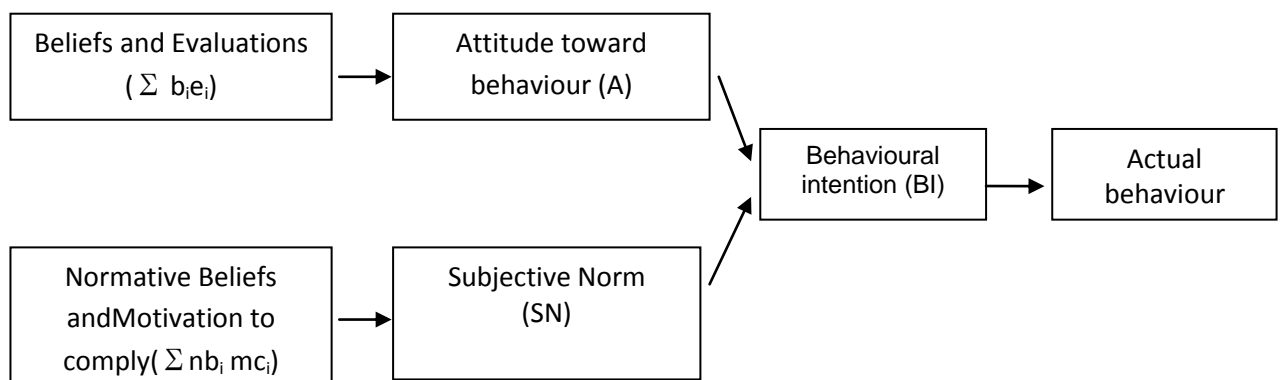 Beliefs and Evaluations
(Σ bᵢeᵢ)
Attitude toward
behaviour (A)
Behavioural
intention (BI)
Actual
behaviour
Normative Beliefs
andMotivation to
comply(Σnbᵢ mcᵢ)
Subjective Norm
(SN)